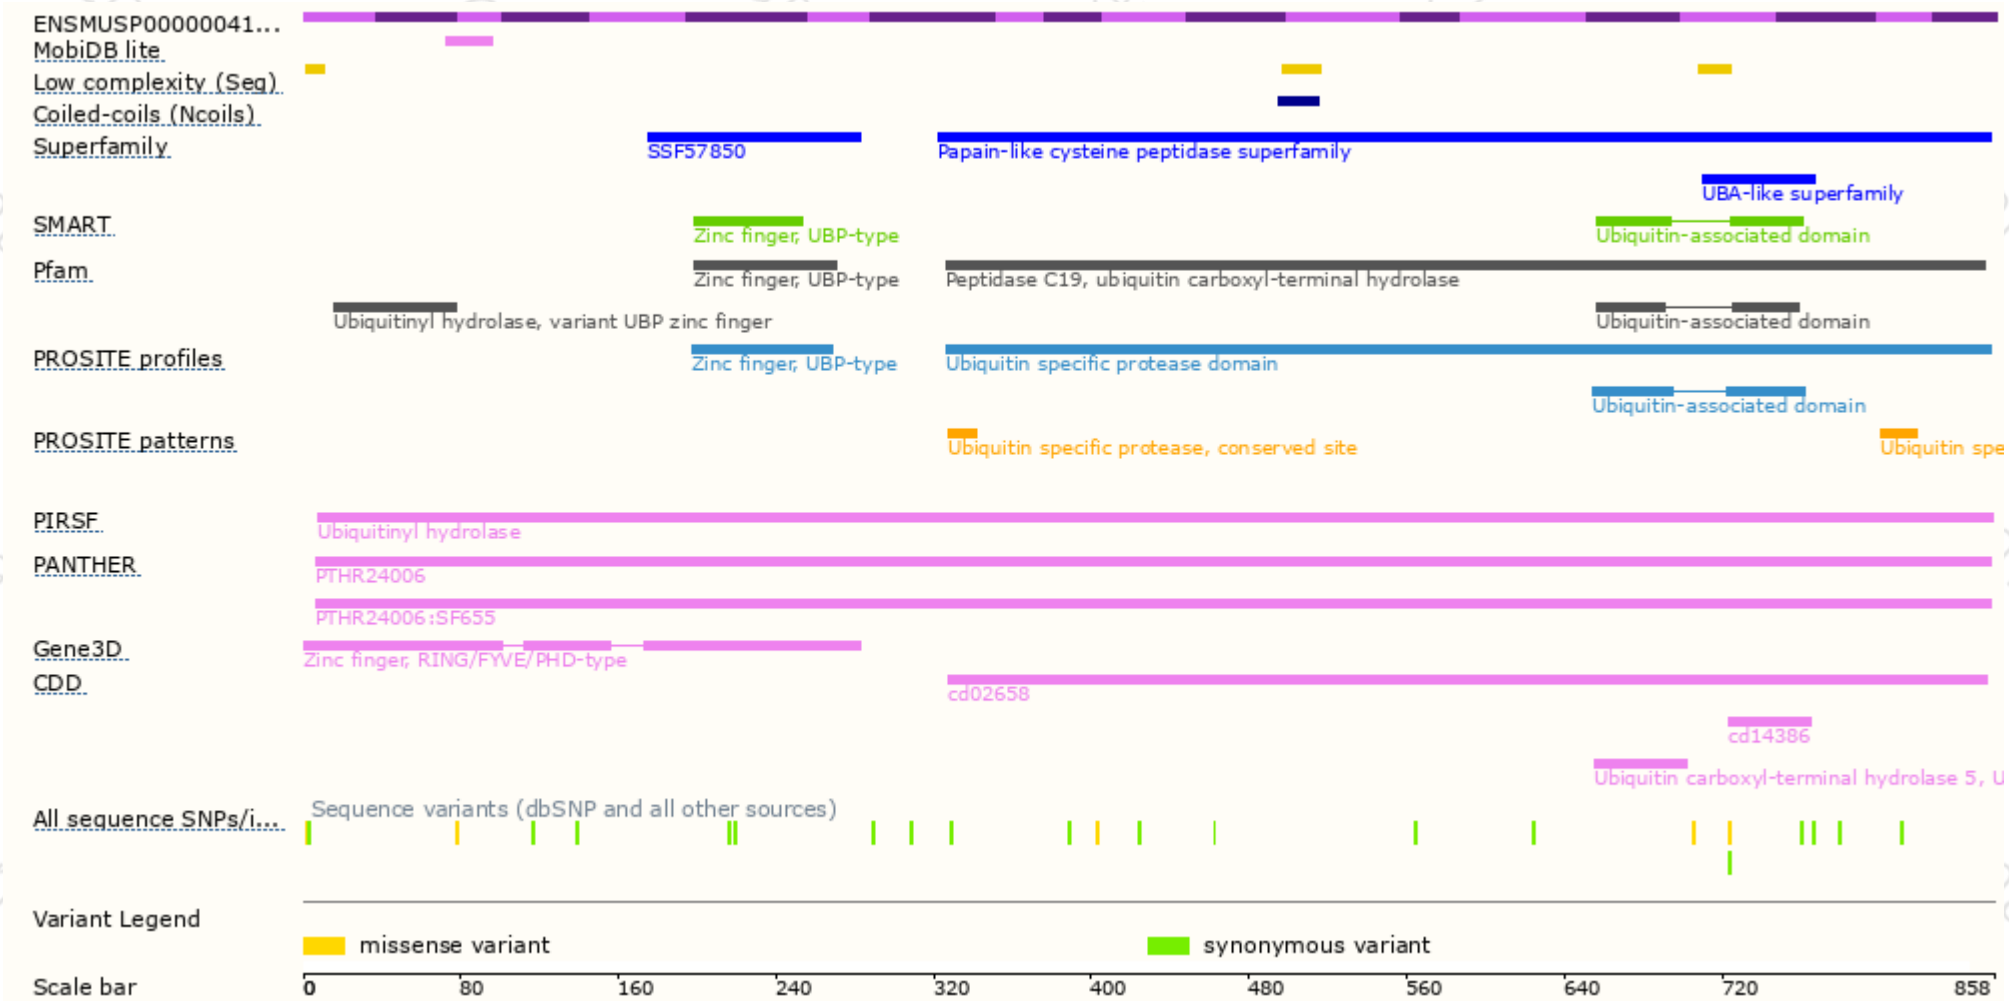 ENSMUSP00000041...
MobiDB lite
Low complexity (Seg)
Coiled-coils (Ncoils)
Superfamily
SSF57850 Papain-like cysteine peptidase superfamily
UBA-like superfamily
SMART
Zinc finger, UBP-type Ubiquitin-associated domain
Pfam
Zinc finger, UBP-type Peptidase C19, ubiquitin carboxyl-terminal hydrolase
Ubiquitinyl hydrolase, variant UBP zinc finger Ubiquitin-associated domain
PROSITE profiles
Zinc finger, UBP-type Ubiquitin specific protease domain
Ubiquitin-associated domain
PROSITE patterns
Ubiquitin specific protease, conserved site Ubiquitin spe
PIRSF
Ubiquitinyl hydrolase
PANTHER
PTHR24006
PTHR24006:SF655
Gene3D
Zinc finger, RING/FYVE/PHD-type
CDD
cd02658
cd14386
Ubiquitin carboxyl-terminal hydrolase 5, U
All sequence SNPs/i...
Sequence variants (dbSNP and all other sources)
Variant Legend
missense variant synonymous variant
Scale bar 0 80 160 240 320 400 480 560 640 720 858